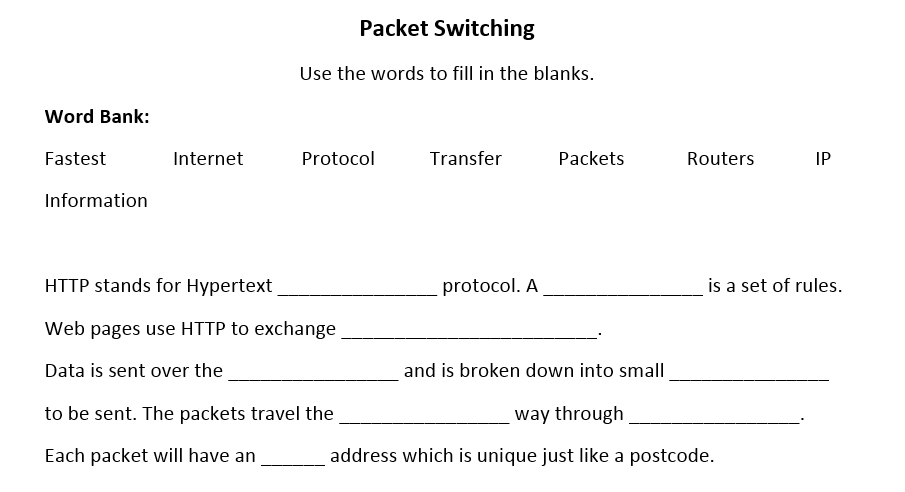 Packet Switching
Use the words to fill in the blanks.
Word Bank:
Fastest Internet Protocol Transfer Packets Routers IP
Information
HTTP stands for Hypertext _______________ protocol. A _______________ is a set of rules.
Web pages use HTTP to exchange ________________________.
Data is sent over the ________________ and is broken down into small _______________
to be sent. The packets travel the ________________ way through ________________.
Each packet will have an ______ address which is unique just like a postcode.